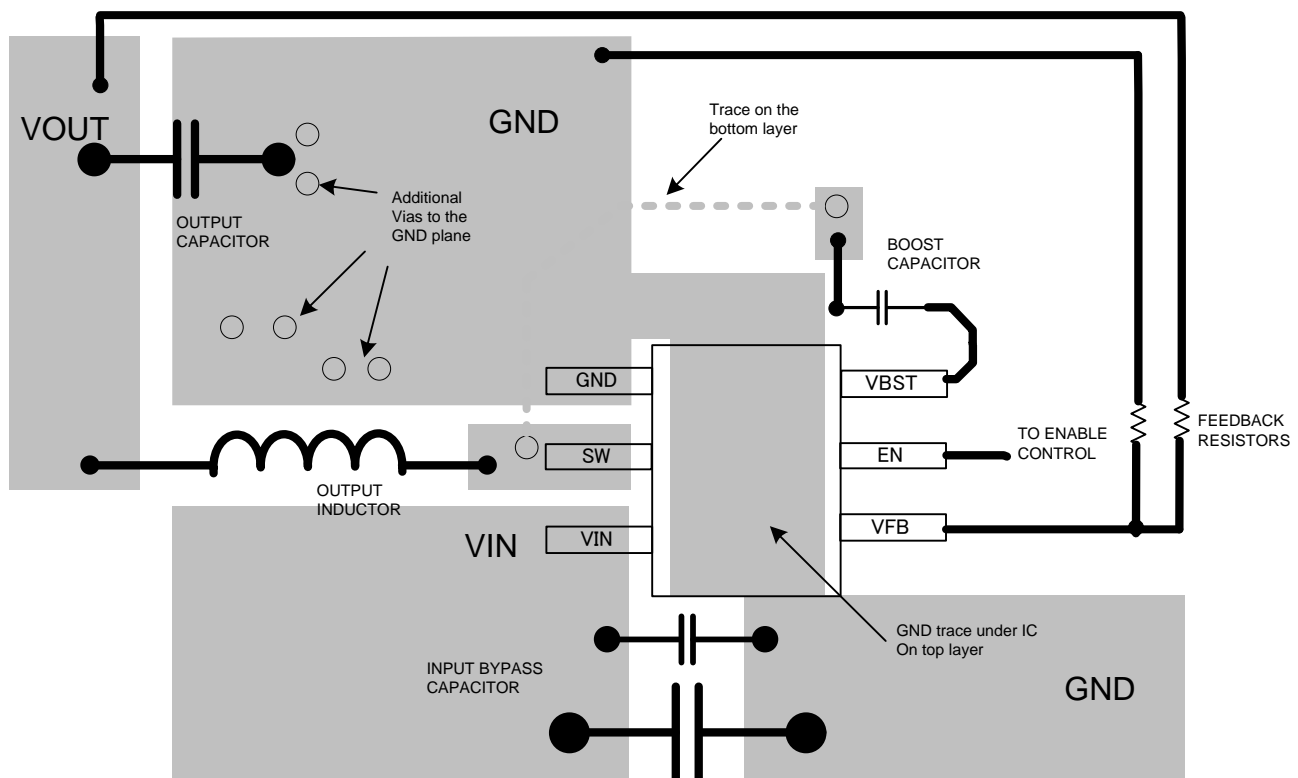 VOUT
GND
Trace on the
bottom layer
Additional
Vias to the
GND plane
OUTPUT
CAPACITOR
BOOST
CAPACITOR
GND
VBST
SW
EN
TO ENABLE
CONTROL
FEEDBACK
RESISTORS
OUTPUT
INDUCTOR
VIN
VIN
VFB
GND trace under IC
On top layer
INPUT BYPASS
CAPACITOR
GND